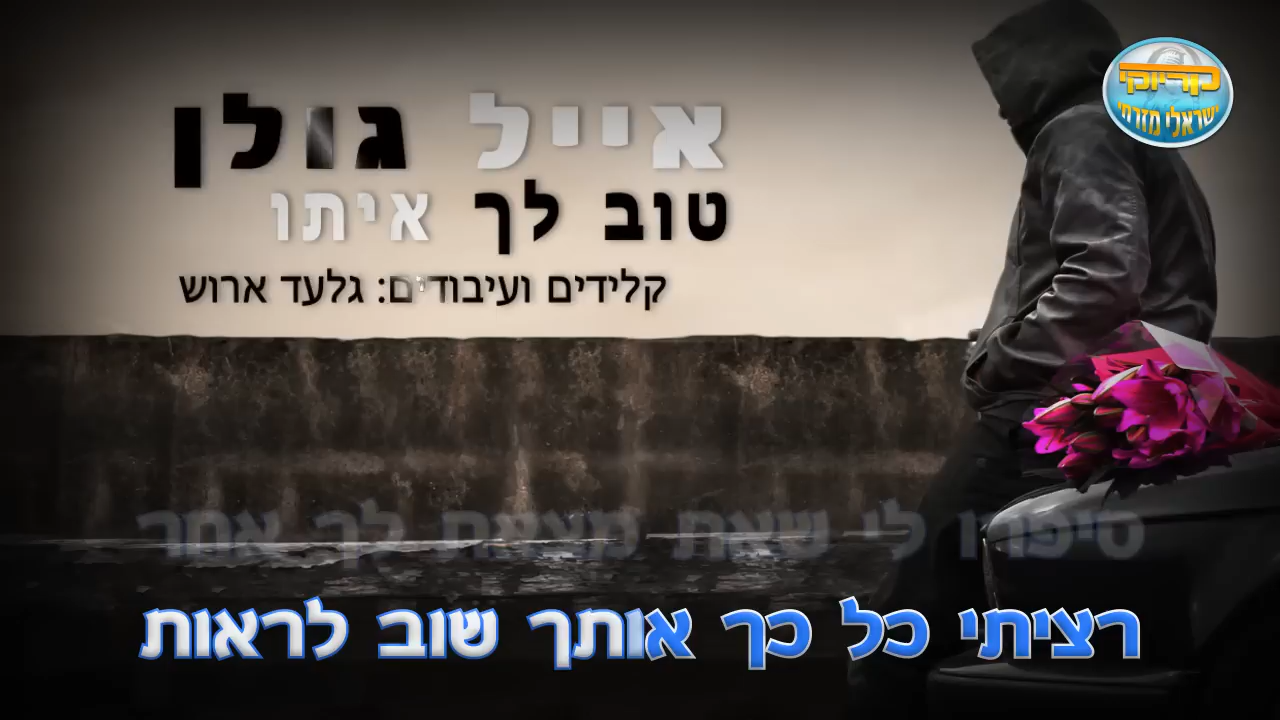 קריוקי
ישראלי מזרחי
אייל גולן
טוב לך איתו
קלידים ועיבודים: גלעד ארוש
סיפרו לי שאת מצאת לך אחר
רציתי כל כך אותך שוב לראות